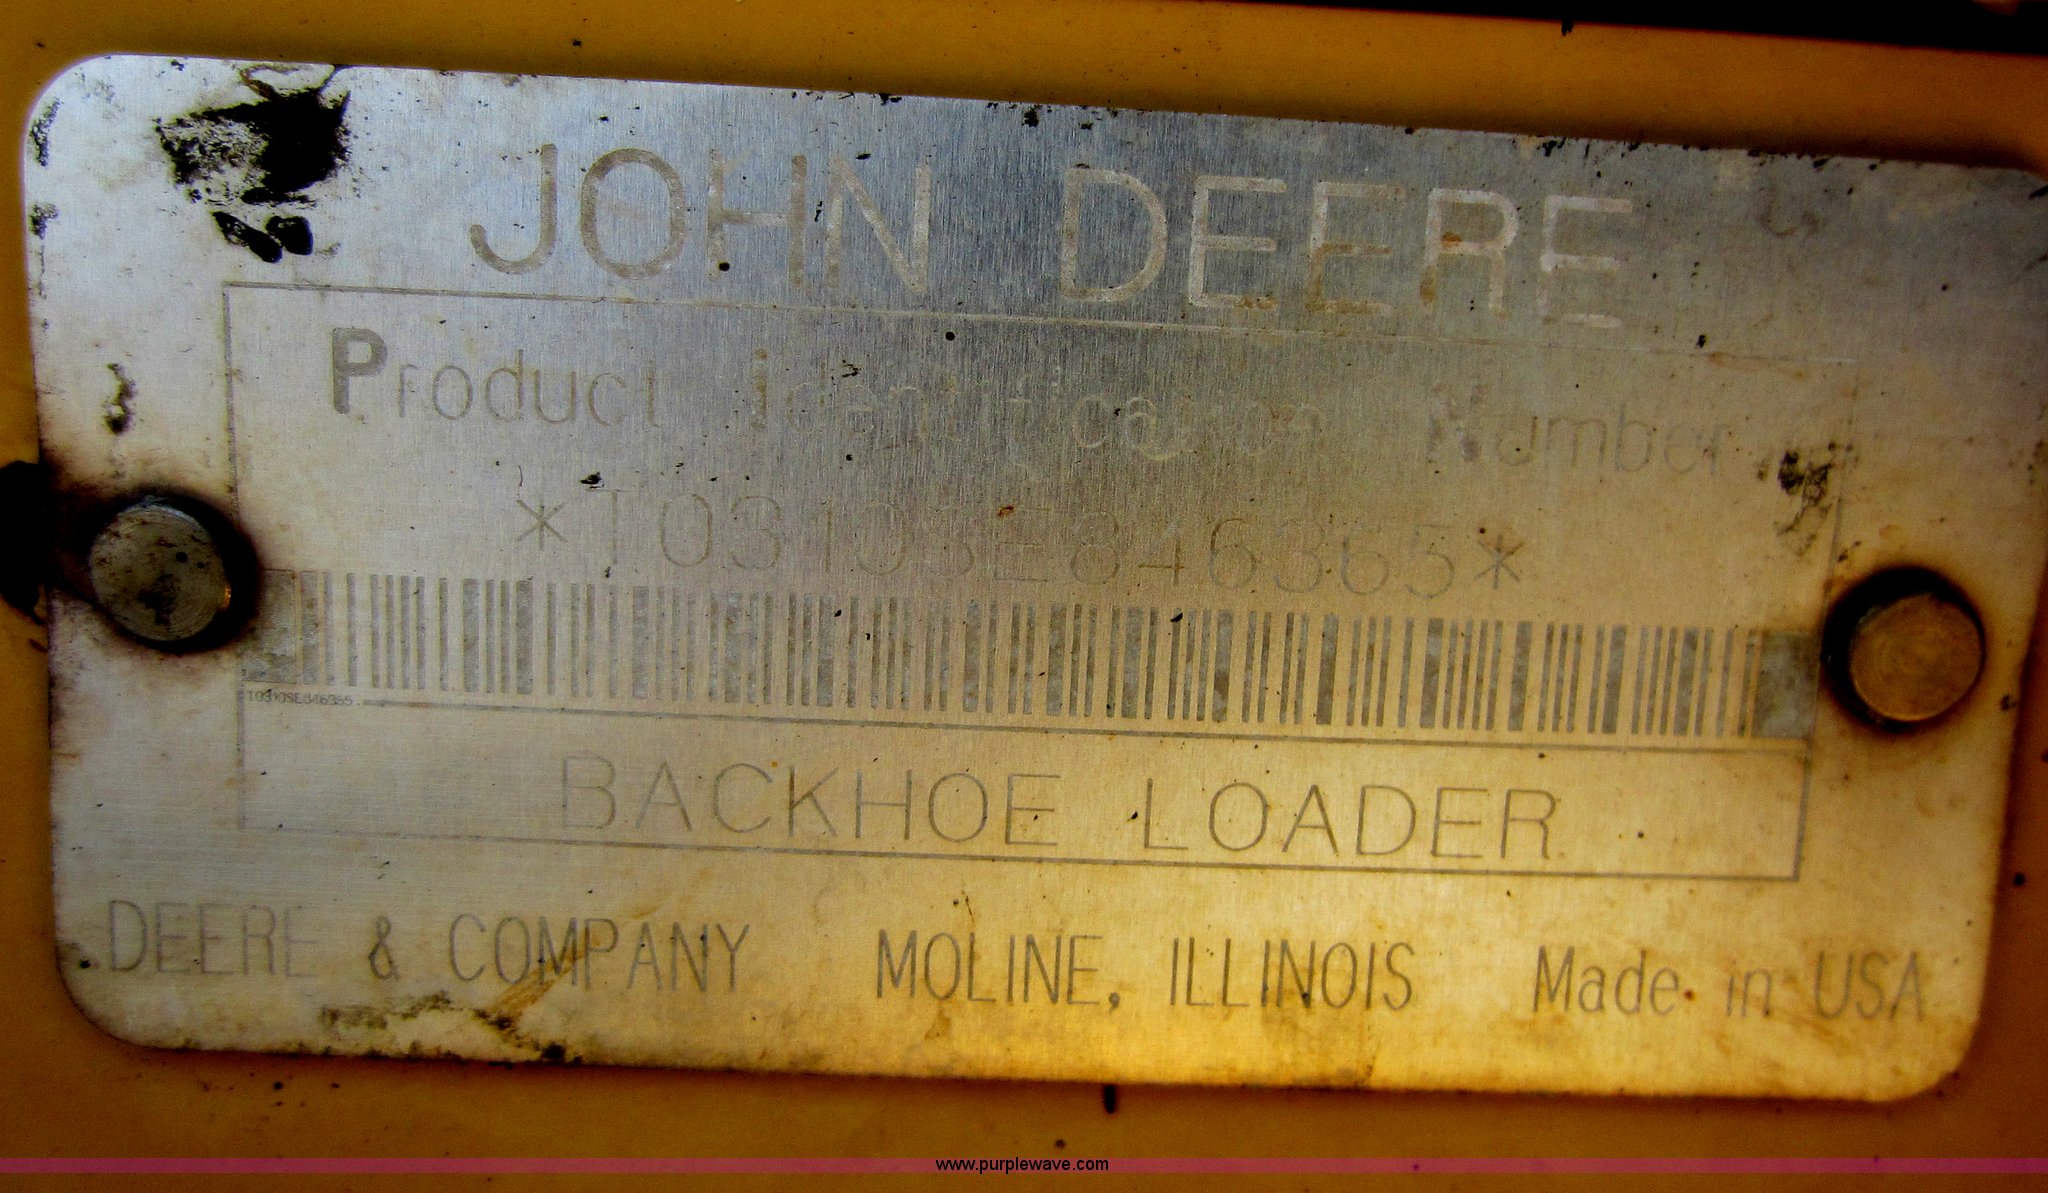 JOHN DEERE
Product Identification Number
*T0310SE846365*
T0310SE846365
BACKHOE LOADER
DEERE & COMPANY MOLINE, ILLINOIS Made in USA
www.purplewave.com